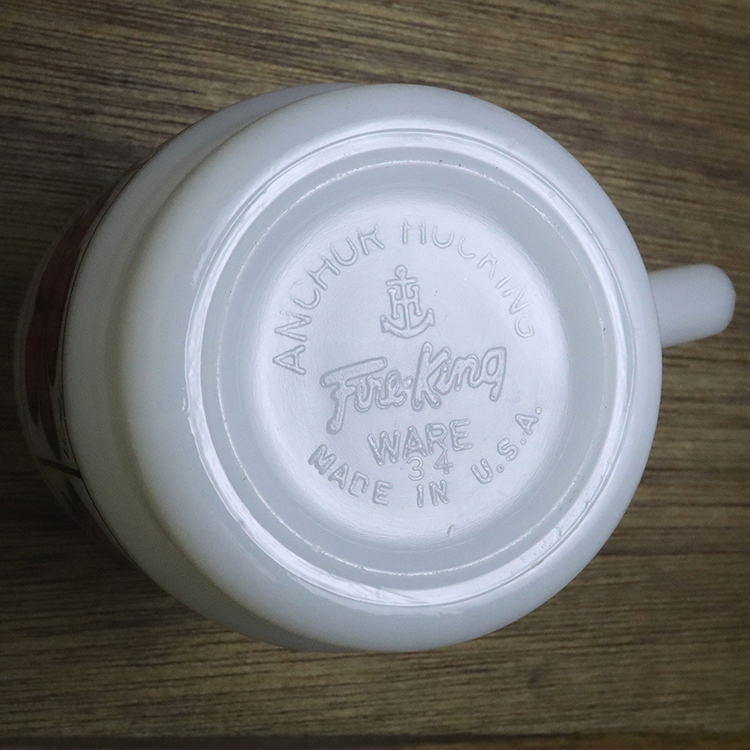 ANCHOR HOCKING
Fire-King
WARE
34
MADE IN U.S.A.